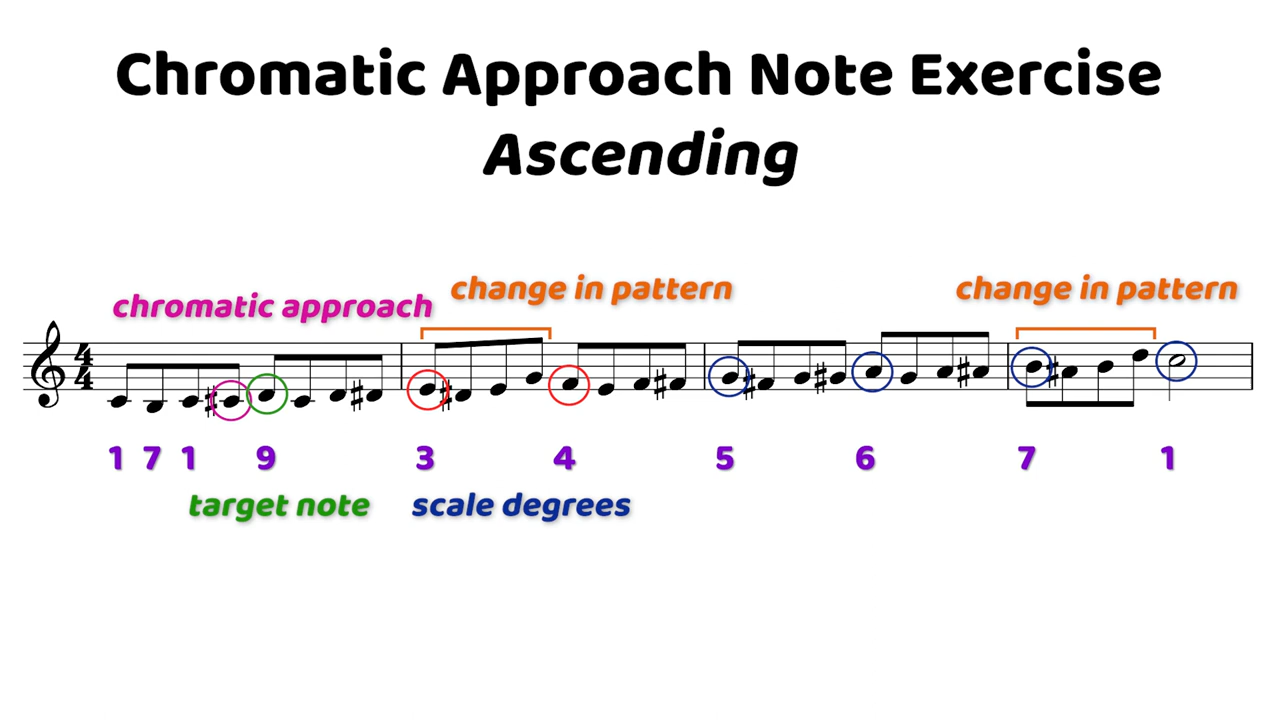 Chromatic Approach Note Exercise
Ascending
chromatic approach
change in pattern
change in pattern
4
4
1 7 1 9 3 4 5 6 7 1
target note
scale degrees